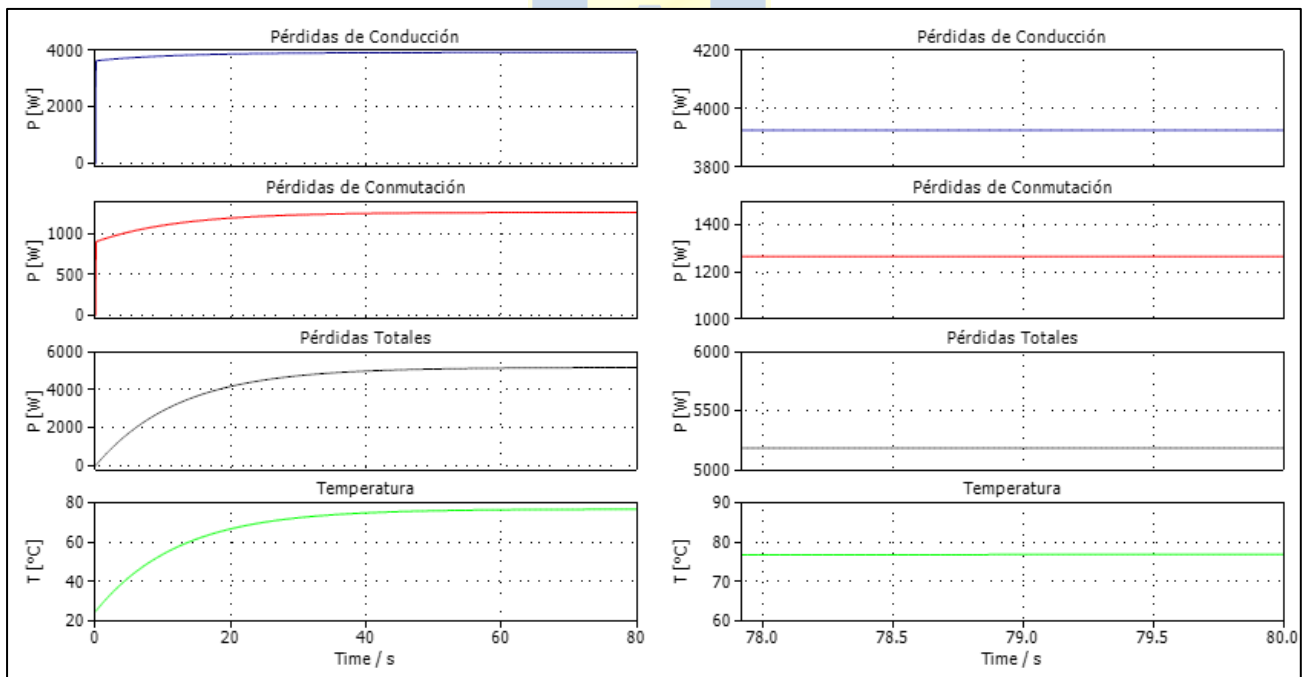 Pérdidas de Conducción
4000
2000
0
P [W]
Pérdidas de Conmutación
1000
500
0
P [W]
Pérdidas Totales
6000
4000
2000
0
P [W]
Temperatura
80
60
40
20
T [ºC]
0 20 40 60 80
Time / s
Pérdidas de Conducción
4200
4000
3800
P [W]
Pérdidas de Conmutación
1400
1200
1000
P [W]
Pérdidas Totales
6000
5500
5000
P [W]
Temperatura
90
80
70
60
T [ºC]
78.0 78.5 79.0 79.5 80.0
Time / s